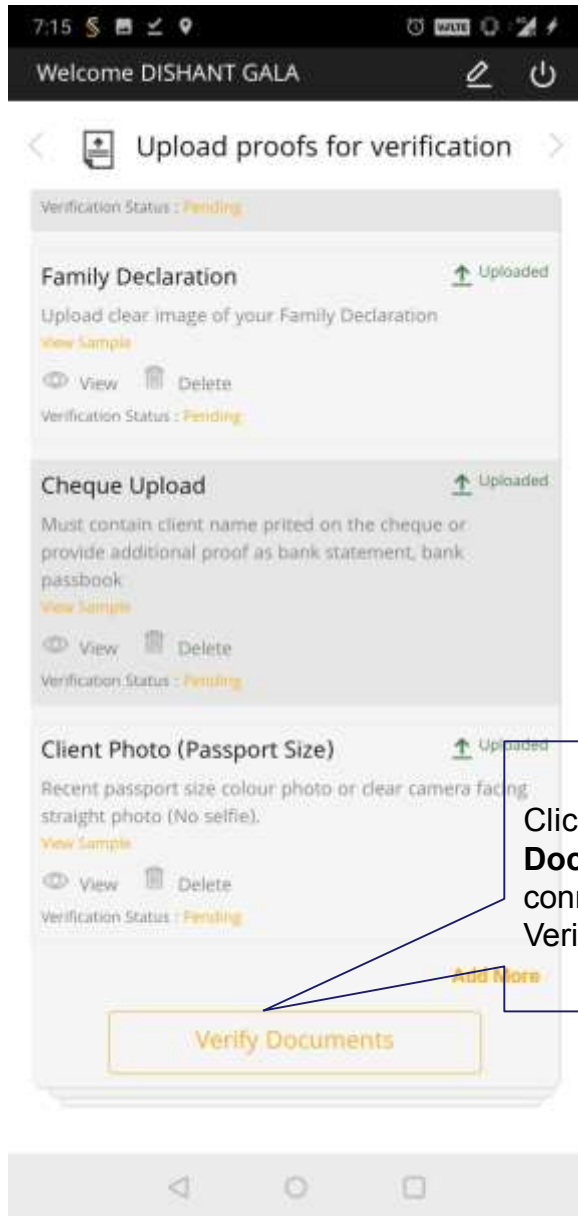 7:15
VoLTE
Welcome DISHANT GALA
Upload proofs for verification
Verification Status : Pending
Family Declaration
Uploaded
Upload clear image of your Family Declaration
View Sample
View Delete
Verification Status : Pending
Cheque Upload
Uploaded
Must contain client name prited on the cheque or
provide additional proof as bank statement, bank
passbook
View Sample
View Delete
Verification Status : Pending
Client Photo (Passport Size)
Uploaded
Recent passport size colour photo or clear camera facing
straight photo (No selfie).
View Sample
View Delete
Verification Status : Pending
Clic
Doc
con
Veri
Add More
Verify Documents